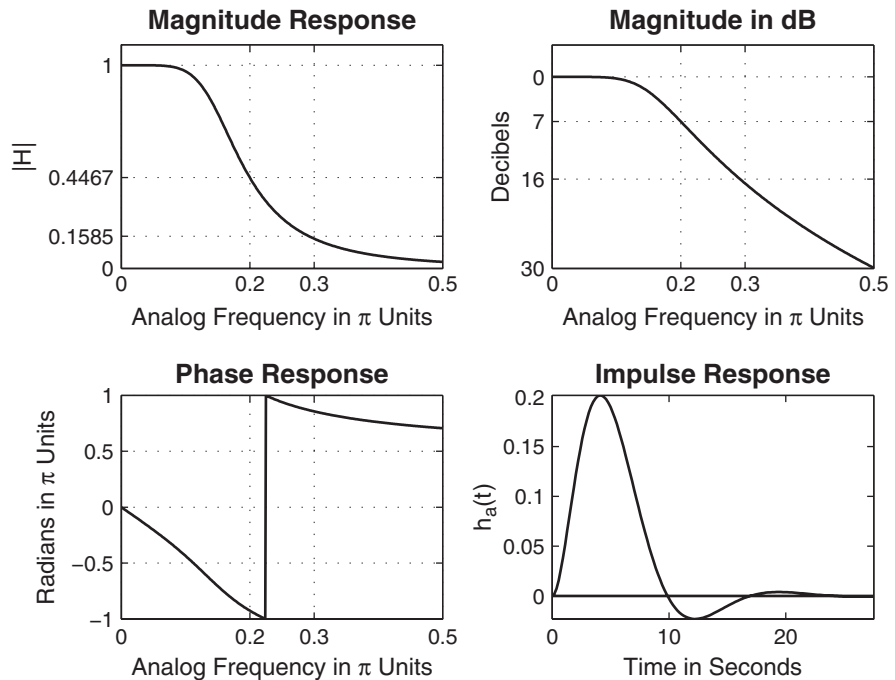 Magnitude Response
|H|
1
0.4467
0.1585
0
0
0.2
0.3
0.5
Analog Frequency in π Units
Magnitude in dB
Decibels
0
7
16
30
0
0.2
0.3
0.5
Analog Frequency in π Units
Phase Response
Radians in π Units
1
0.5
0
−0.5
−1
0
0.2
0.3
0.5
Analog Frequency in π Units
Impulse Response
h_a(t)
0.2
0.15
0.1
0.05
0
0
10
20
Time in Seconds